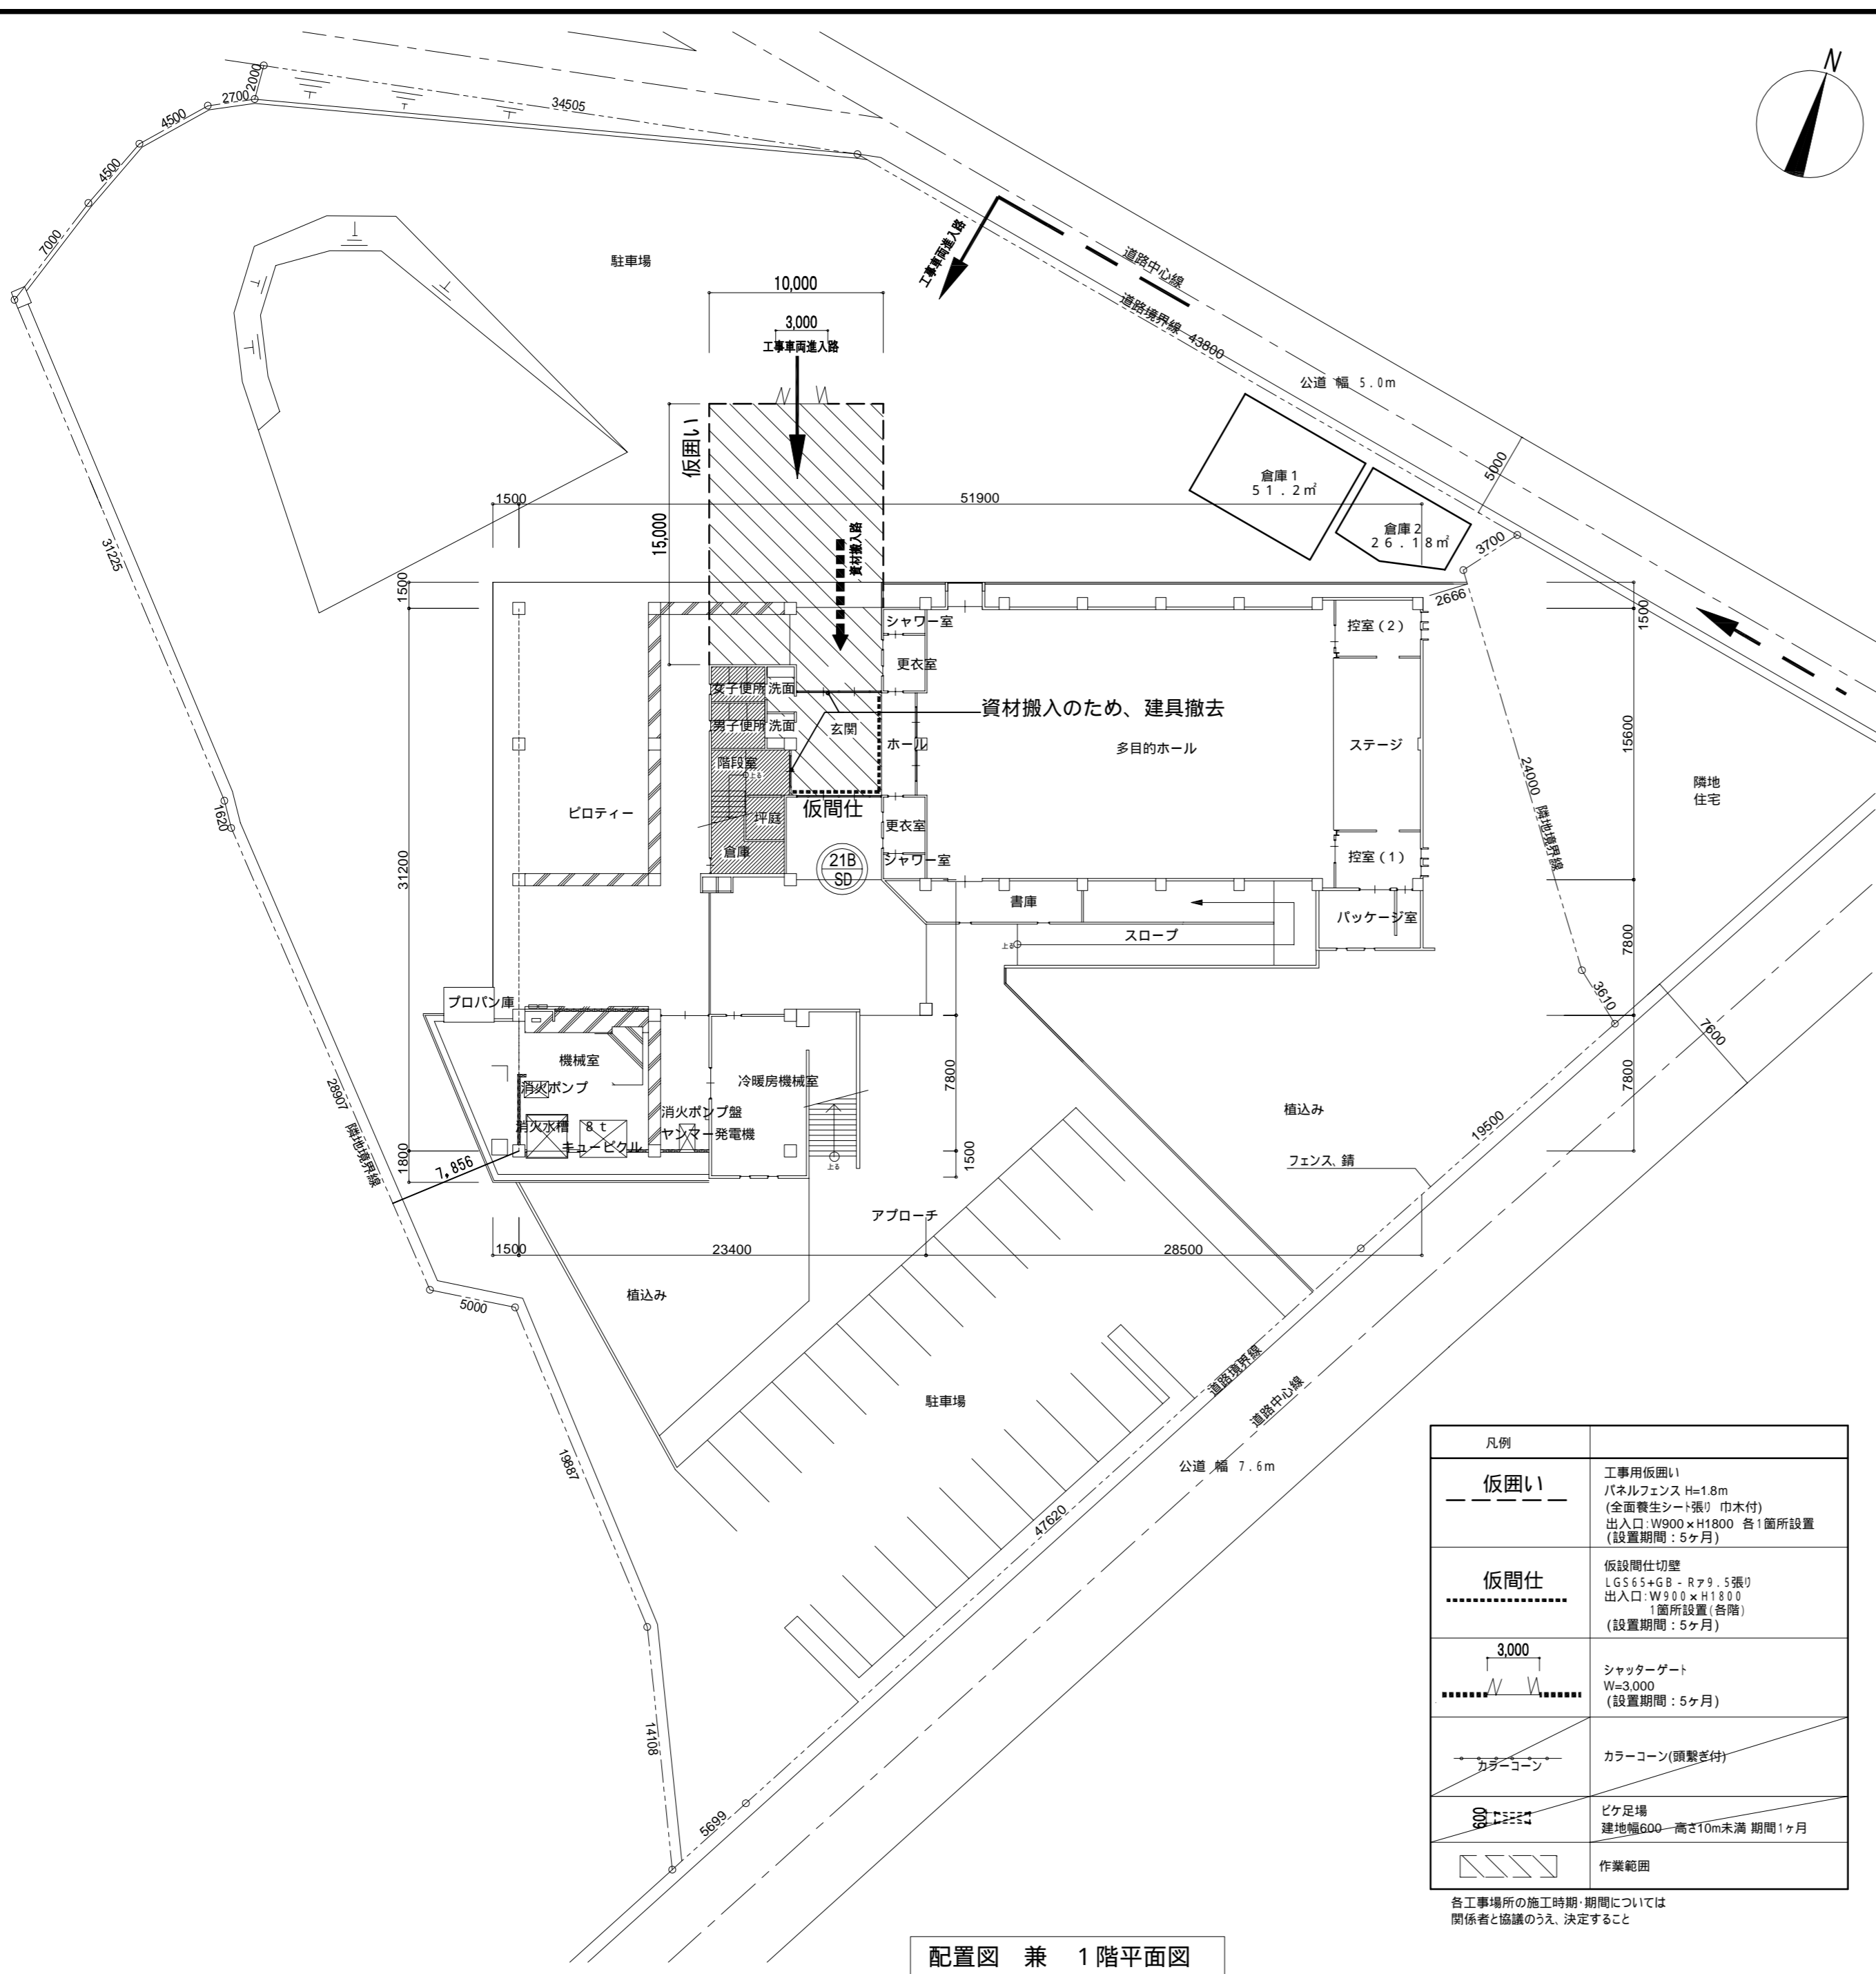 N
2000
2700
4500
4500
7000
34505
駐車場
工事車両進入路
道路中心線
道路境界線 43800
公道 幅 5.0m
10,000
3,000
工事車両進入路
仮囲い
15,000
資材搬入路
倉庫1
51.2㎡
倉庫2
26.18㎡
5000
3700
2666
1500
51900
31225
1500
1500
シャワー室
更衣室
女子便所
洗面
男子便所
洗面
玄関
資材搬入のため、建具撤去
ホール
多目的ホール
ステージ
控室(2)
15600
24000 隣地境界線
隣地
住宅
階段室
上る
ピロティー
坪庭
仮間仕
更衣室
倉庫
21B
SD
シャワー室
控室(1)
1620
31200
書庫
スロープ
上る
パッケージ室
7800
3610
7600
プロパン庫
機械室
消火ポンプ
冷暖房機械室
7800
7800
消火水槽 8t
キュービクル
消火ポンプ盤
ヤンマー発電機
上る
28907 隣地境界線
1800
7,856
1500
植込み
19500
フェンス、錆
アプローチ
1500
23400
28500
5000
植込み
駐車場
道路境界線
道路中心線
公道 幅 7.6m
19887
47620
14108
5699
凡例
仮囲い
工事用仮囲い
パネルフェンス H=1.8m
(全面養生シート張り 巾木付)
出入口:W900×H1800 各1箇所設置
(設置期間：5ヶ月)
仮間仕
仮設間仕切壁
LGS65+GB-Rア9.5張り
出入口:W900×H1800
1箇所設置(各階)
(設置期間：5ヶ月)
3,000
シャッターゲート
W=3,000
(設置期間：5ヶ月)
カラーコーン
カラーコーン(頭繋ぎ付)
600
ビケ足場
建地幅600 高さ10m未満 期間1ヶ月
作業範囲
各工事場所の施工時期・期間については
関係者と協議のうえ、決定すること
配置図 兼 1階平面図